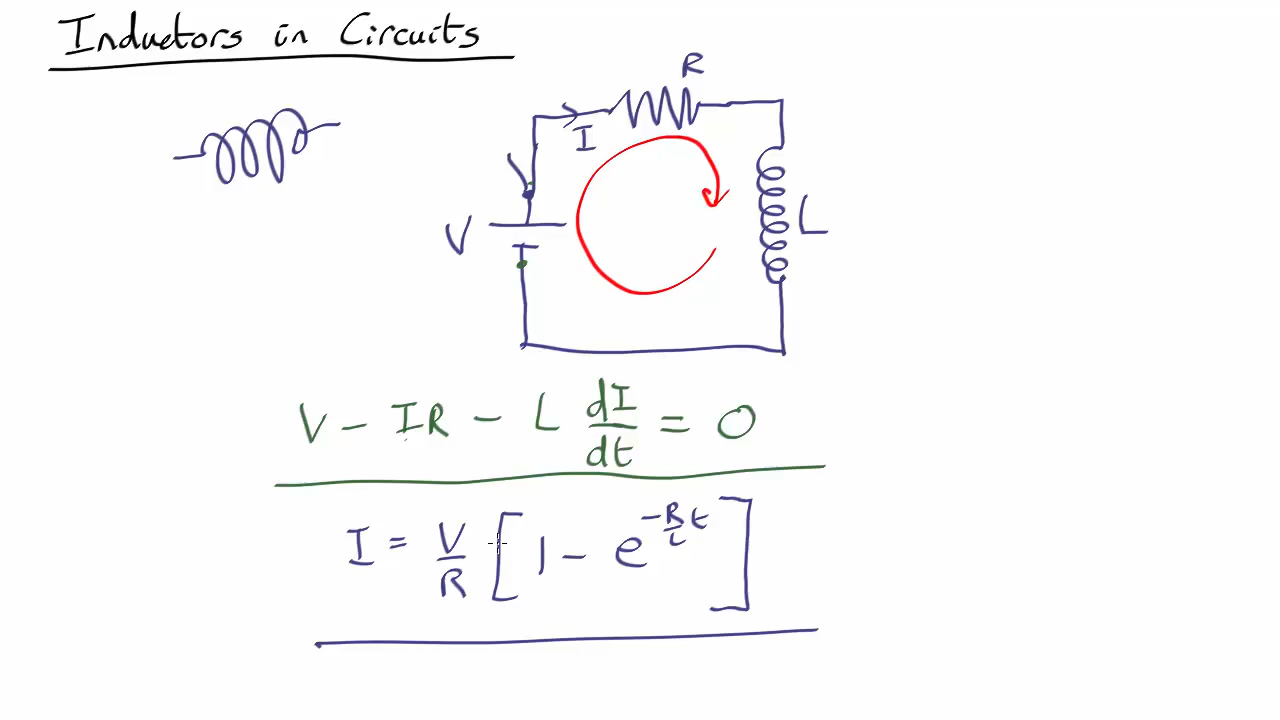 Inductors in Circuits
R
I
V
L
V - IR - L dI/dt = 0
I = V/R [1 - e^{-R/L t}]